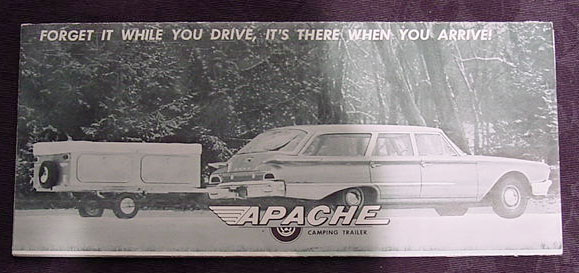 FORGET IT WHILE YOU DRIVE, IT'S THERE WHEN YOU ARRIVE!
APACHE
CAMPING TRAILER